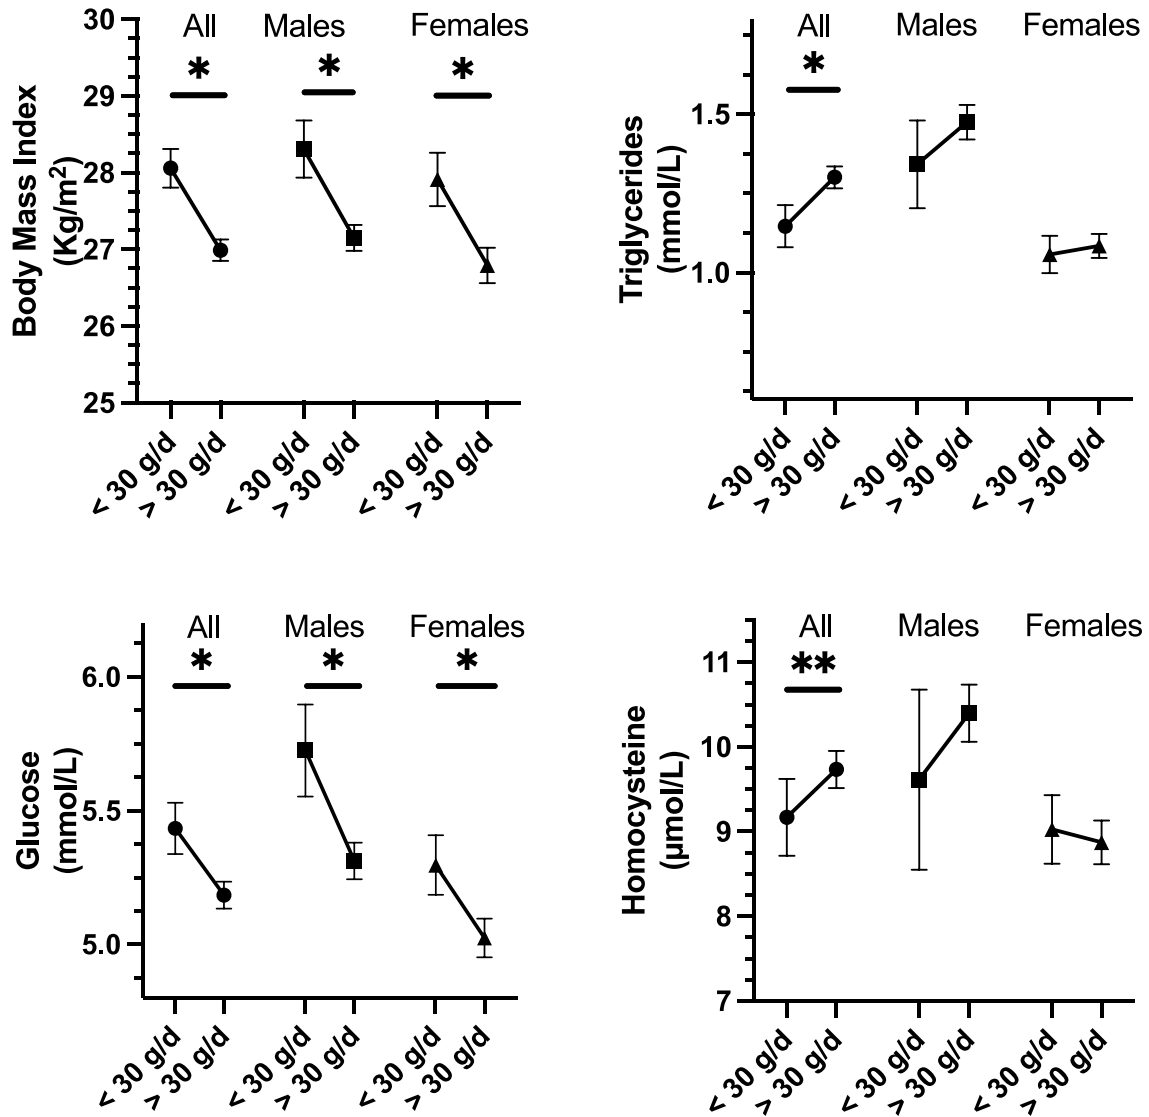 All Males Females
* * *
Body Mass Index
(Kg/m²)
30
29
28
27
26
25
< 30 g/d
> 30 g/d
< 30 g/d
> 30 g/d
< 30 g/d
> 30 g/d
All Males Females
*
Triglycerides
(mmol/L)
1.5
1.0
< 30 g/d
> 30 g/d
< 30 g/d
> 30 g/d
< 30 g/d
> 30 g/d
All Males Females
* * *
Glucose
(mmol/L)
6.0
5.5
5.0
< 30 g/d
> 30 g/d
< 30 g/d
> 30 g/d
< 30 g/d
> 30 g/d
All Males Females
**
Homocysteine
(µmol/L)
11
10
9
8
7
< 30 g/d
> 30 g/d
< 30 g/d
> 30 g/d
< 30 g/d
> 30 g/d